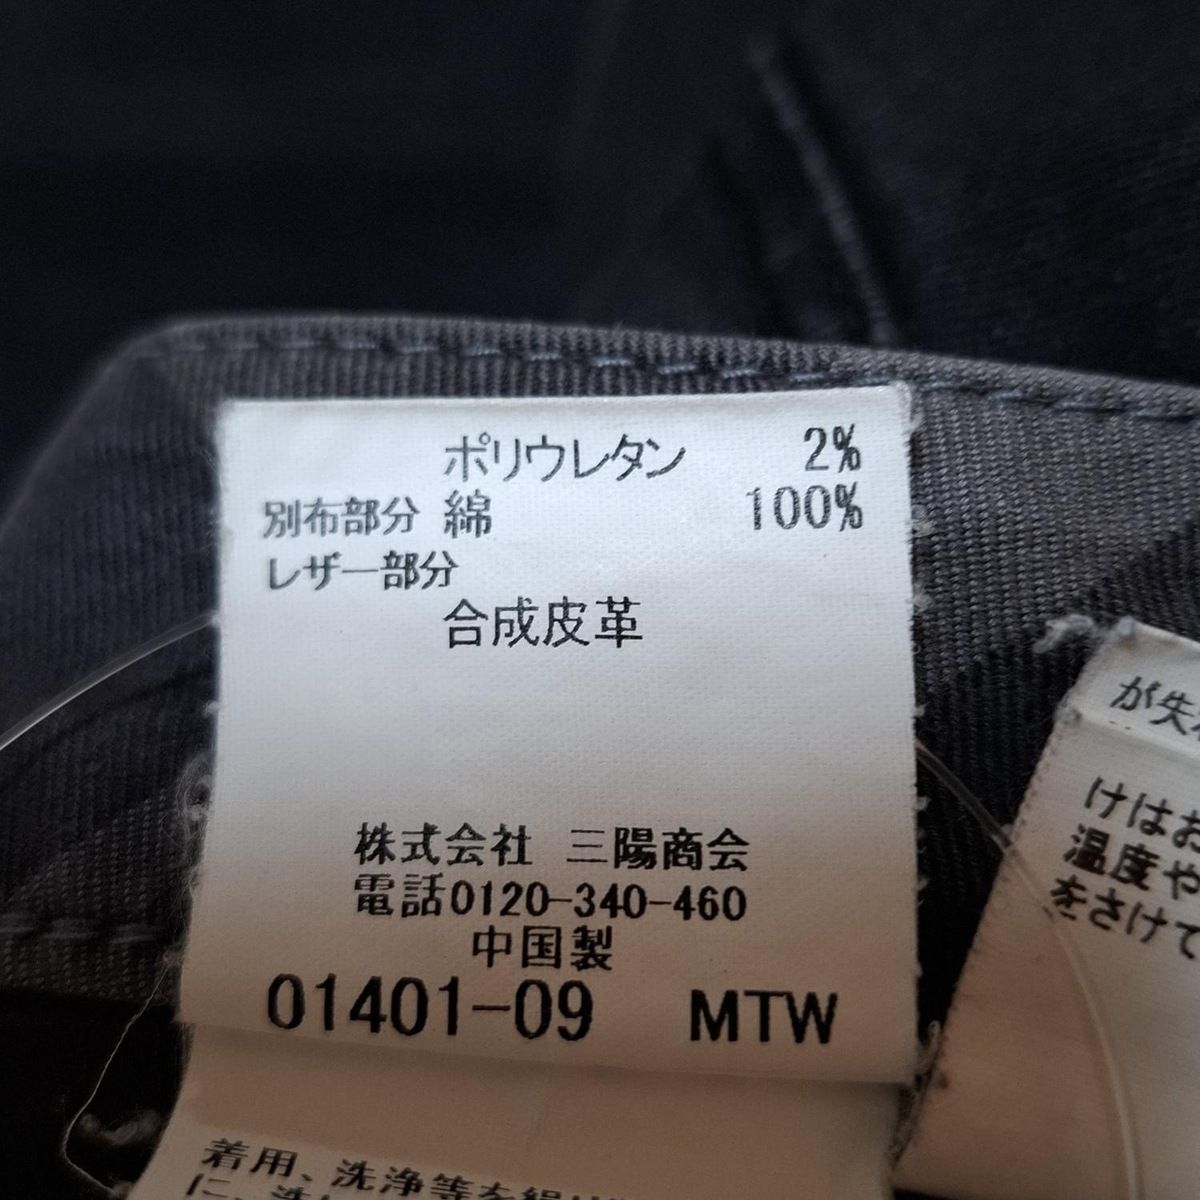 ポリウレタン 2%
別布部分 綿 100%
レザー部分
合成皮革
株式会社 三陽商会
電話0120-340-460
中国製
01401-09 MTW
着用、洗浄等を
に、洗
が失
けはお
温度や
をさけて